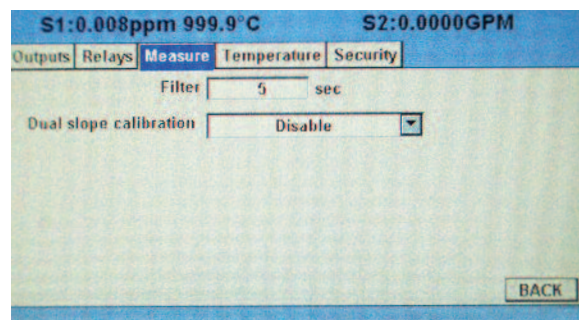 S1:0.008ppm 999.9°C S2:0.0000GPM
Outputs Relays Measure Temperature Security
Filter 5 sec
Dual slope calibration Disable
BACK